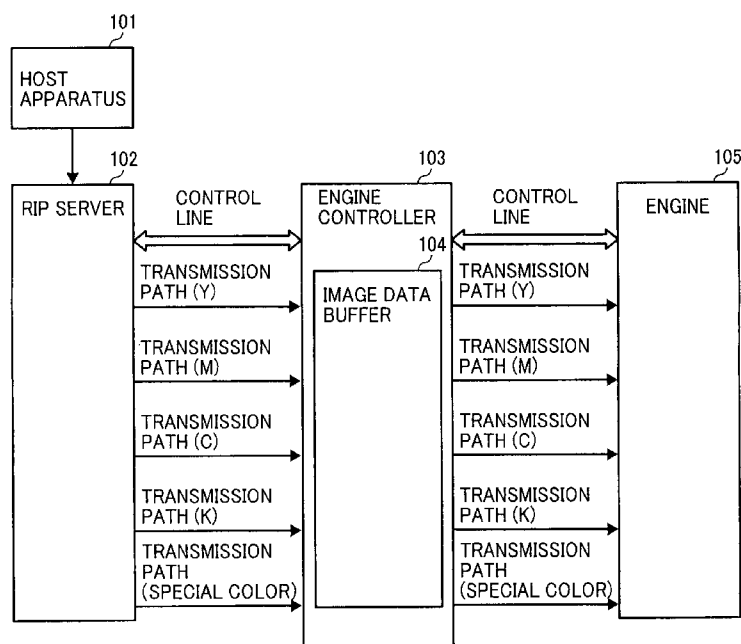 101
HOST
APPARATUS
102
RIP SERVER
CONTROL
LINE
TRANSMISSION
PATH (Y)
TRANSMISSION
PATH (M)
TRANSMISSION
PATH (C)
TRANSMISSION
PATH (K)
TRANSMISSION
PATH
(SPECIAL COLOR)
103
ENGINE
CONTROLLER
104
IMAGE DATA
BUFFER
CONTROL
LINE
TRANSMISSION
PATH (Y)
TRANSMISSION
PATH (M)
TRANSMISSION
PATH (C)
TRANSMISSION
PATH (K)
TRANSMISSION
PATH
(SPECIAL COLOR)
105
ENGINE